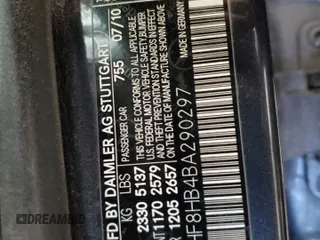 MFD BY DAIMLER AG STUTTGART
755 07/10
KG LBS PASSENGER CAR
2330 5137 THIS VEHICLE CONFORMS TO ALL APPLICABLE
1170 2579 U.S. FEDERAL MOTOR VEHICLE SAFETY, BUMPER
1205 2657 AND THEFT PREVENTION STANDARDS IN EFFECT
ON THE DATE OF MANUFACTURE SHOWN ABOVE
HF8HB4BA290297
MADE IN GERMANY